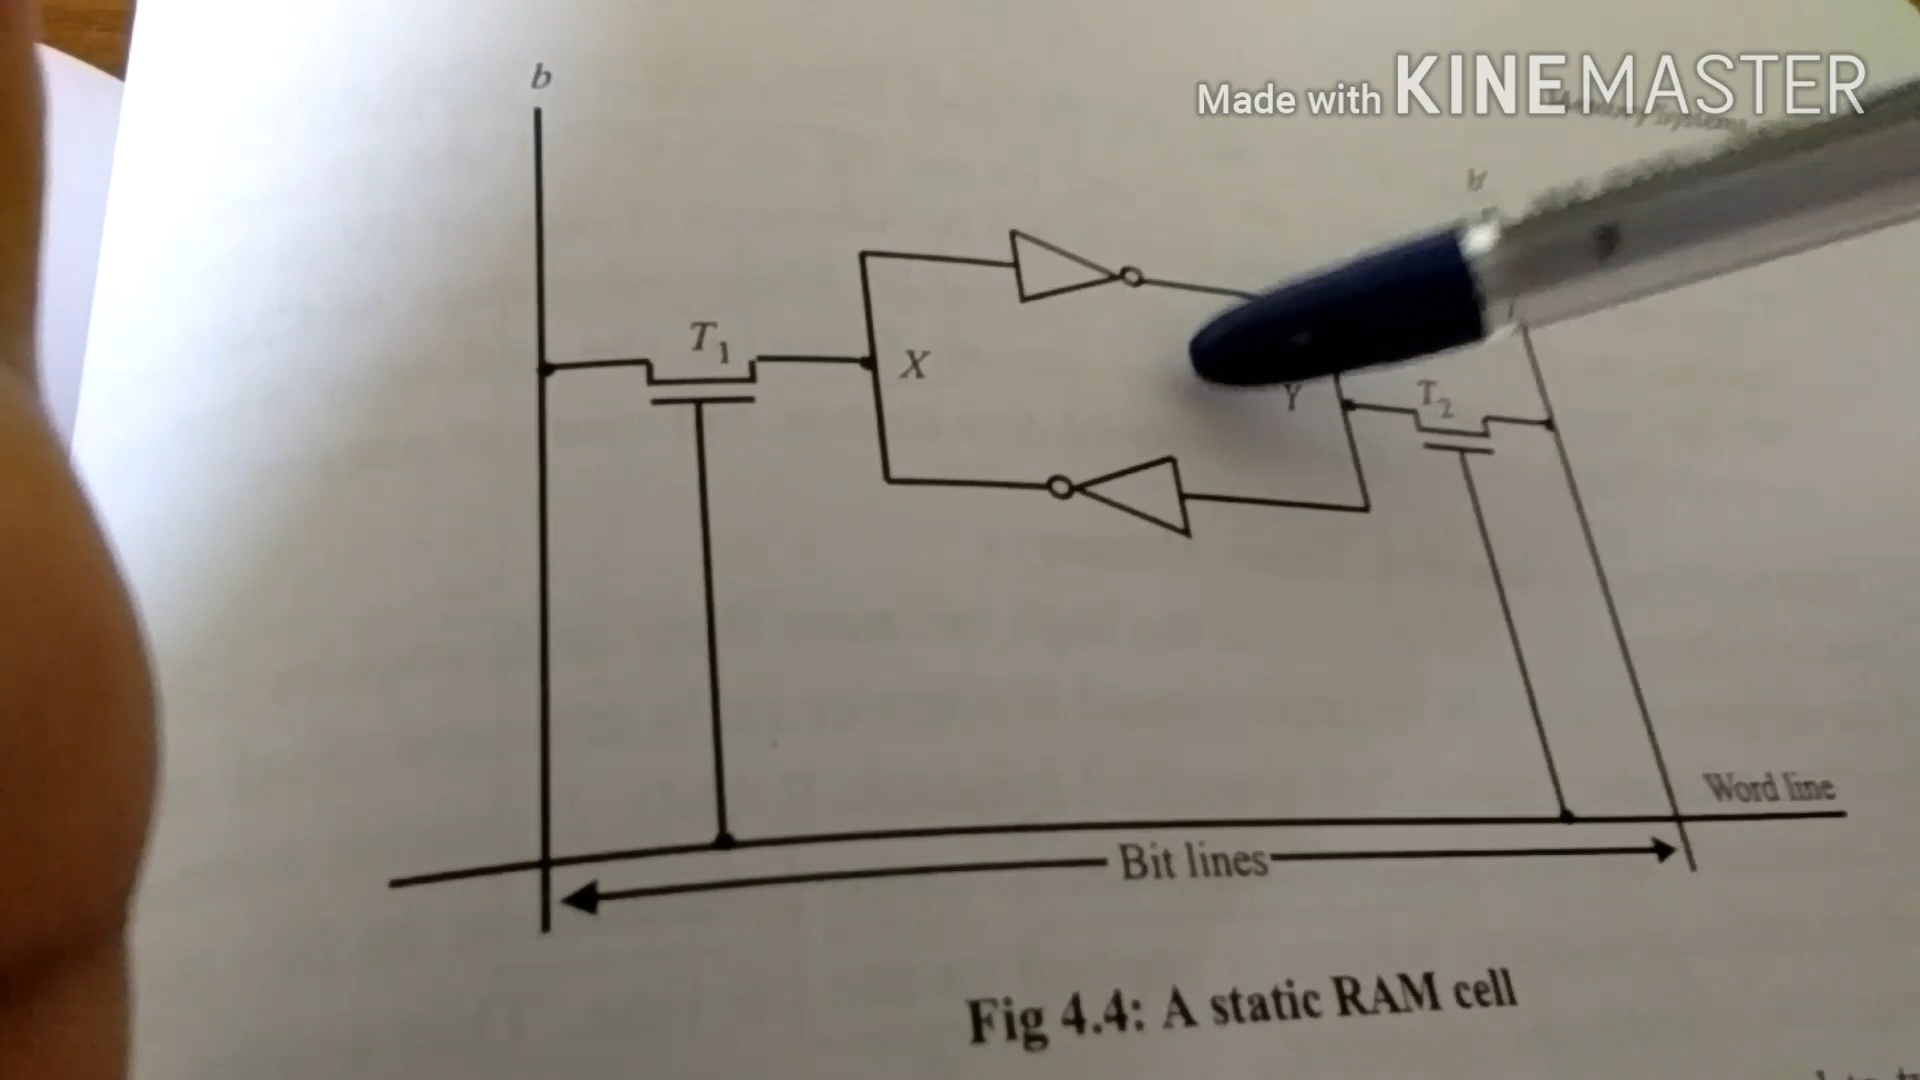 Made with KINEMASTER
b
b'
T1
X
Y
T2
Word line
Bit lines
Fig 4.4: A static RAM cell